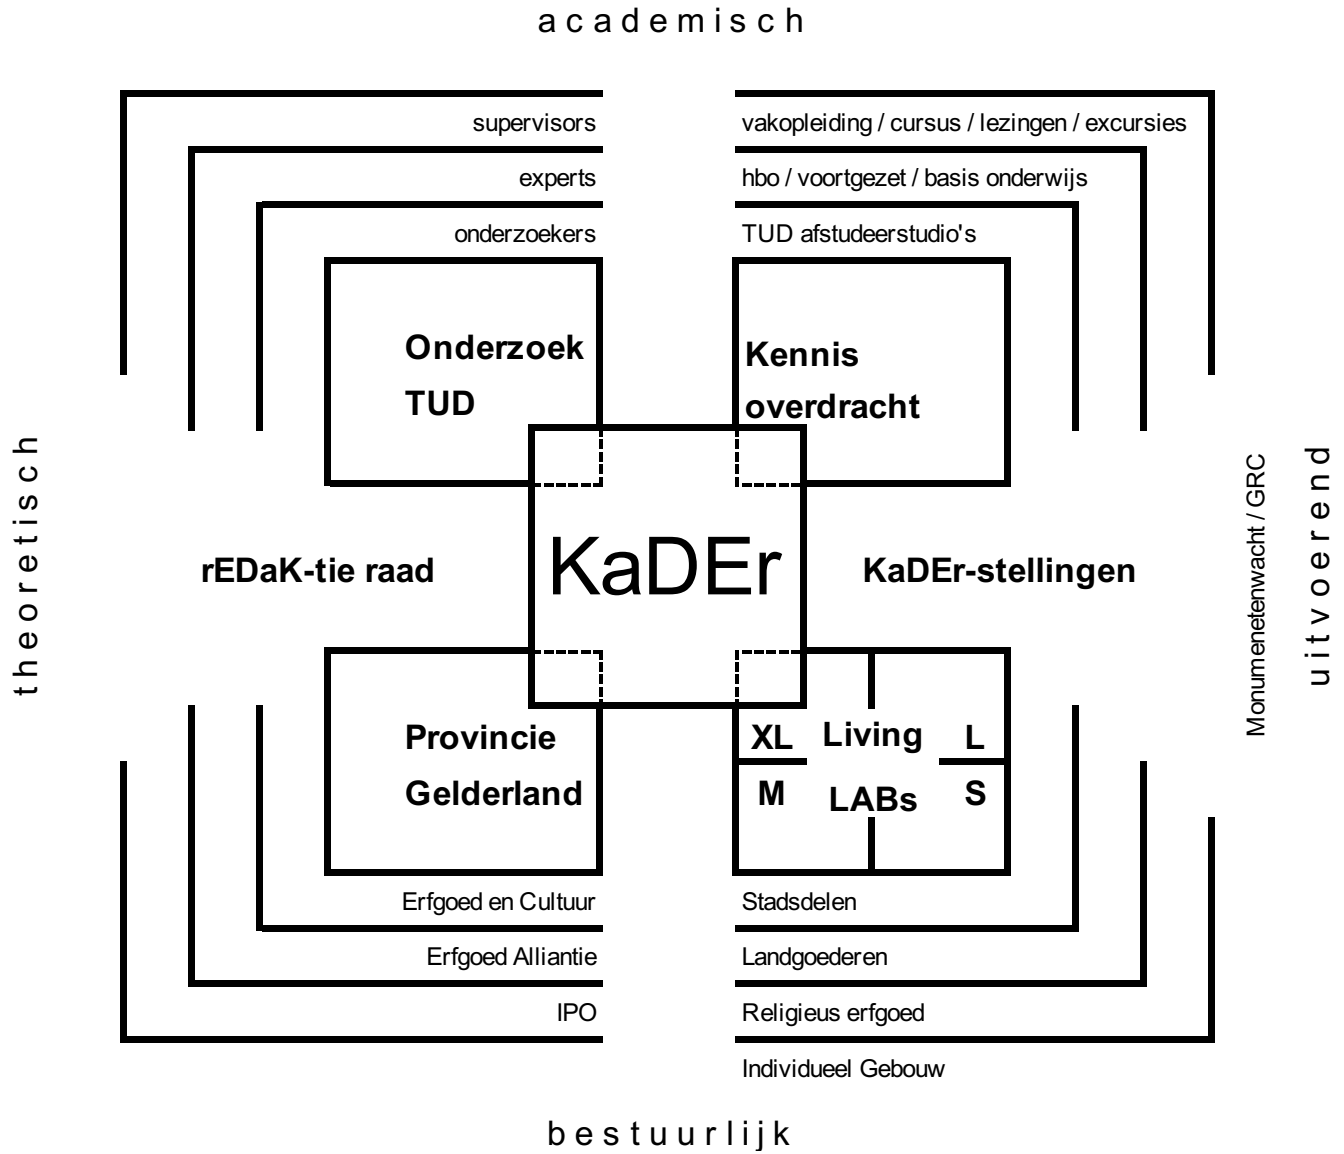 academisch
supervisors
vakopleiding / cursus / lezingen / excursies
experts
hbo / voortgezet / basis onderwijs
onderzoekers
TUD afstudeerstudio's
Onderzoek
TUD
Kennis
overdracht
theoretisch
rEDaK-tie raad
KaDEr
KaDEr-stellingen
Monumenetenwacht / GRC
uitvoerend
Provincie
Gelderland
XL Living L
M LABs S
Erfgoed en Cultuur
Stadsdelen
Erfgoed Alliantie
Landgoederen
IPO
Religieus erfgoed
Individueel Gebouw
bestuurlijk